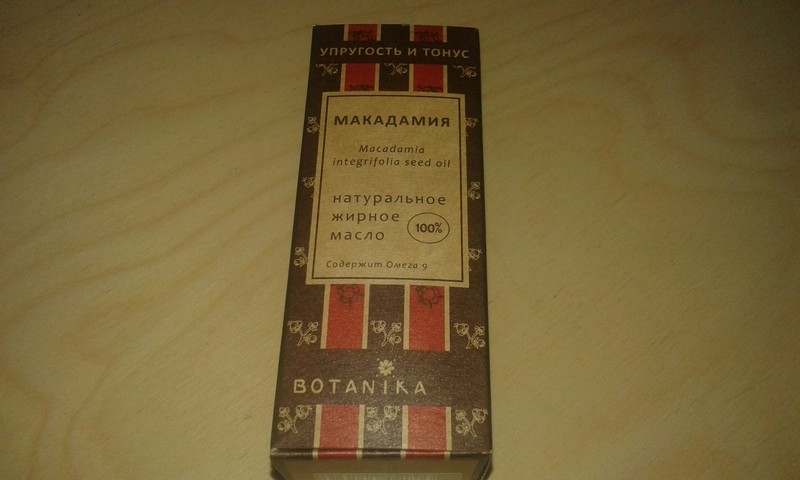 УПРУГОСТЬ И ТОНУС
МАКАДАМИЯ
Macadamia
integrifolia seed oil
натуральное
жирное
масло
100%
Содержит Омега 9
BOTANIKA